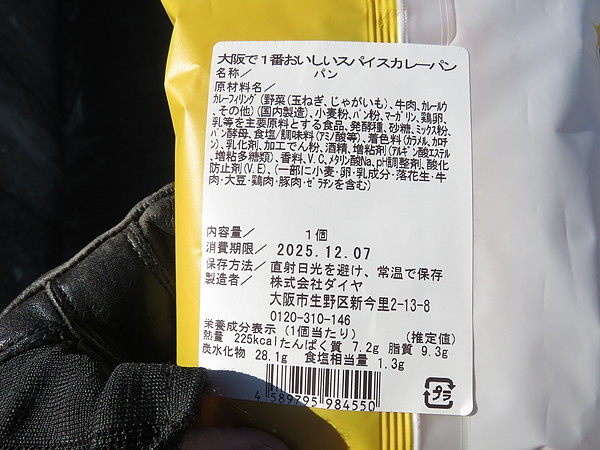 大阪で1番おいしいスパイスカレーパン
名称／ パン
原材料名／
カレーフィリング(野菜(玉ねぎ、じゃがいも)、牛肉、カレールウ
、その他)(国内製造)、小麦粉、パン粉、マーガリン、鶏卵、
乳等を主要原料とする食品、発酵種、砂糖、ミックス粉、
パン酵母、食塩/調味料(アミノ酸等)、着色料(カラメル、カロチ
ン)、乳化剤、加工でん粉、酒精、増粘剤(アルギン酸エステル
、増粘多糖類)、香料、V.C、メタリン酸Na、pH調整剤、酸化
防止剤(V.E)、(一部に小麦・卵・乳成分・落花生・牛
肉・大豆・鶏肉・豚肉・ゼラチンを含む)
内容量／ 1個
消費期限／ 2025.12.07
保存方法／直射日光を避け、常温で保存
製造者／ 株式会社ダイヤ
大阪市生野区新今里2-13-8
0120-310-146
栄養成分表示(1個当たり) (推定値)
熱量 225kcalたんぱく質 7.2g 脂質 9.3g
炭水化物 28.1g 食塩相当量 1.3g
4 589795 984550
プラ